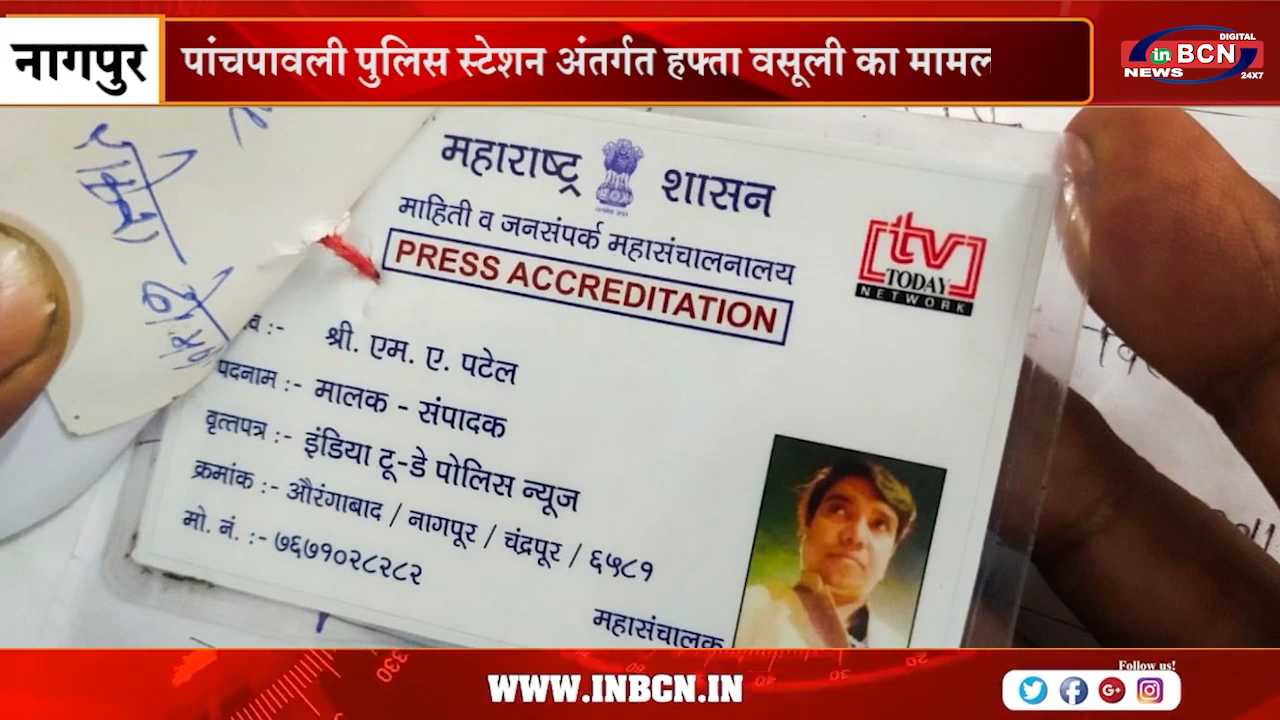 नागपुर
पांचपावली पुलिस स्टेशन अंतर्गत हफ्ता वसूली का मामल
DIGITAL
in BCN
NEWS
24X7
महाराष्ट्र शासन
माहिती व जनसंपर्क महासंचालनालय
PRESS ACCREDITATION
tv
TODAY
NETWORK
व :- श्री. एम. ए. पटेल
पदनाम :- मालक - संपादक
वृत्तपत्र :- इंडिया टू-डे पोलिस न्यूज
क्रमांक :- औरंगाबाद / नागपूर / चंद्रपूर / ६५८१
मो. नं. :- ७६७१०२८२८२
महासंचालक
WWW.INBCN.IN
Follow us!